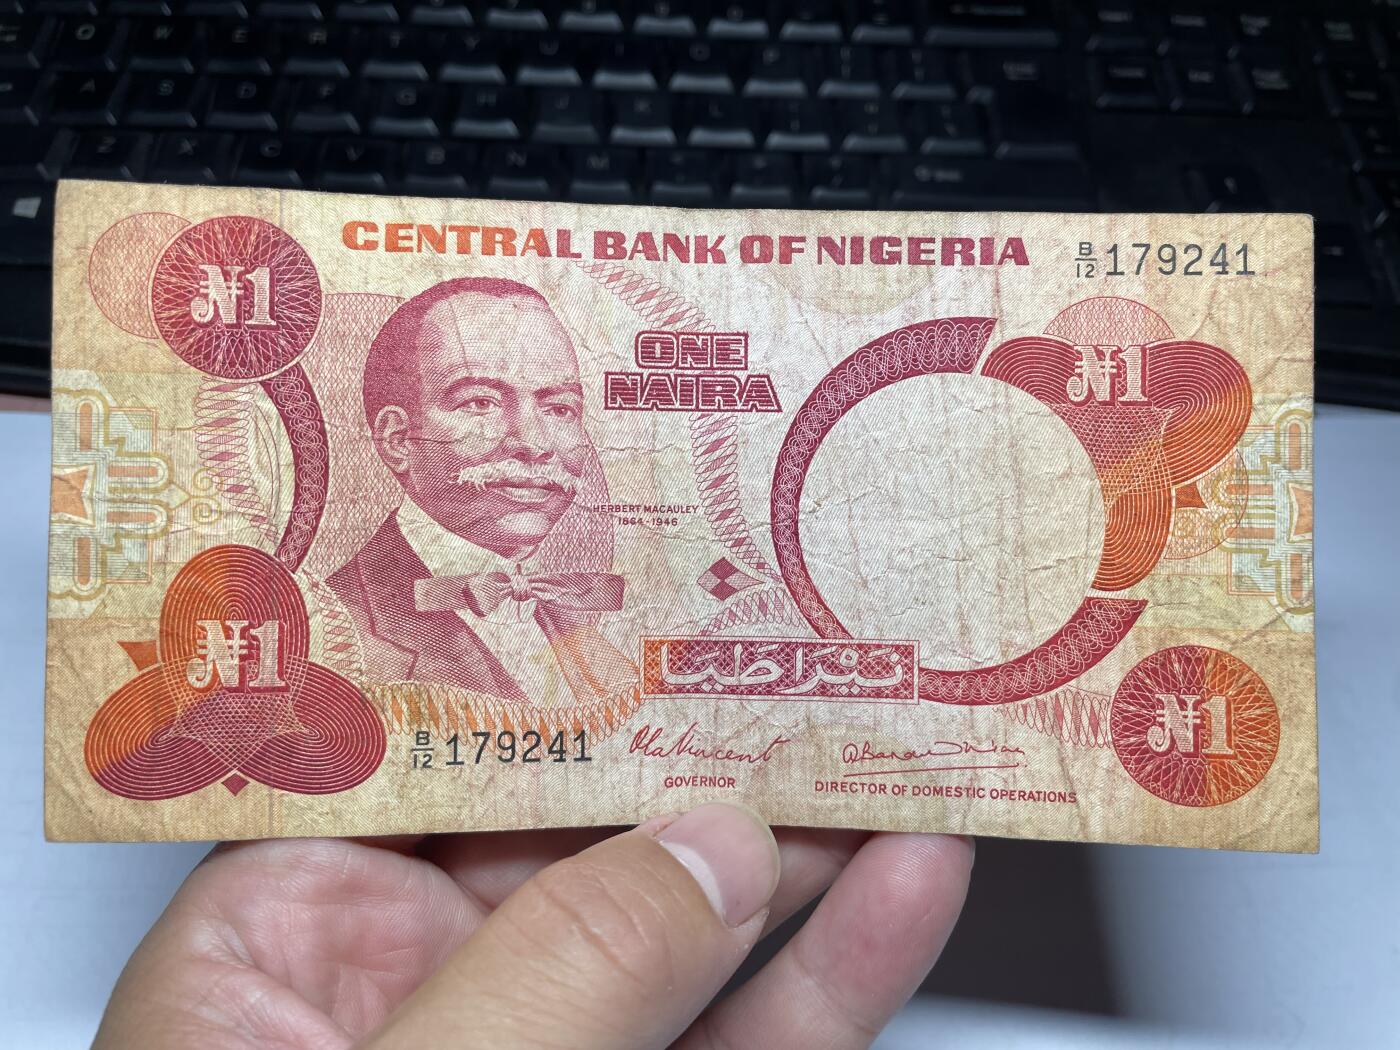 CENTRAL BANK OF NIGERIA
B/12 179241
₦1
₦1
ONE
NAIRA
HERBERT MACAULEY
1864-1946
₦1
نَيْرَا طَبَا
₦1
B/12 179241
GOVERNOR
DIRECTOR OF DOMESTIC OPERATIONS